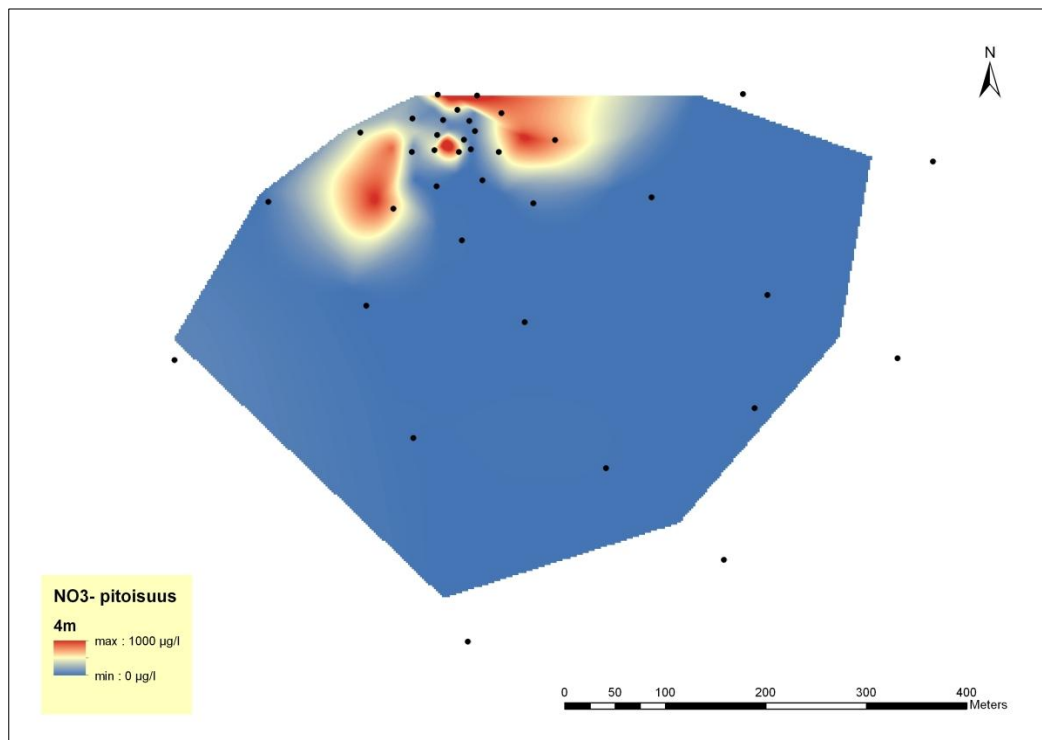 N
NO3- pitoisuus
4m
max : 1000 µg/l
min : 0 µg/l
0 50 100 200 300 400
Meters